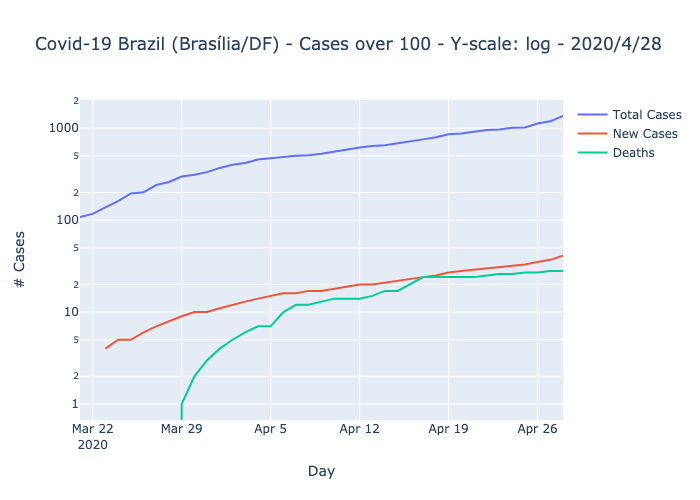 Covid-19 Brazil (Brasília/DF) - Cases over 100 - Y-scale: log - 2020/4/28
Total Cases
New Cases
Deaths
# Cases
2
1000
5
2
100
5
2
10
5
2
1
Mar 22 Mar 29 Apr 5 Apr 12 Apr 19 Apr 26
2020
Day